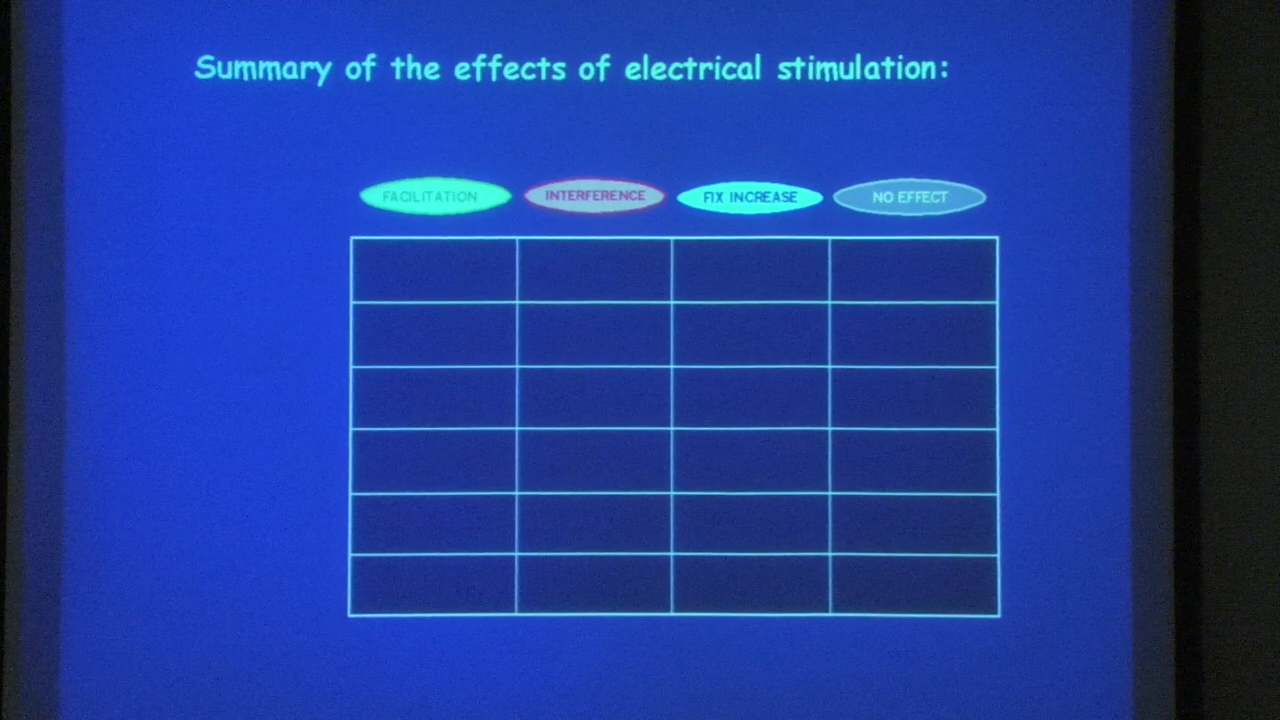 Summary of the effects of electrical stimulation:
FACILITATION INTERFERENCE FIX INCREASE NO EFFECT